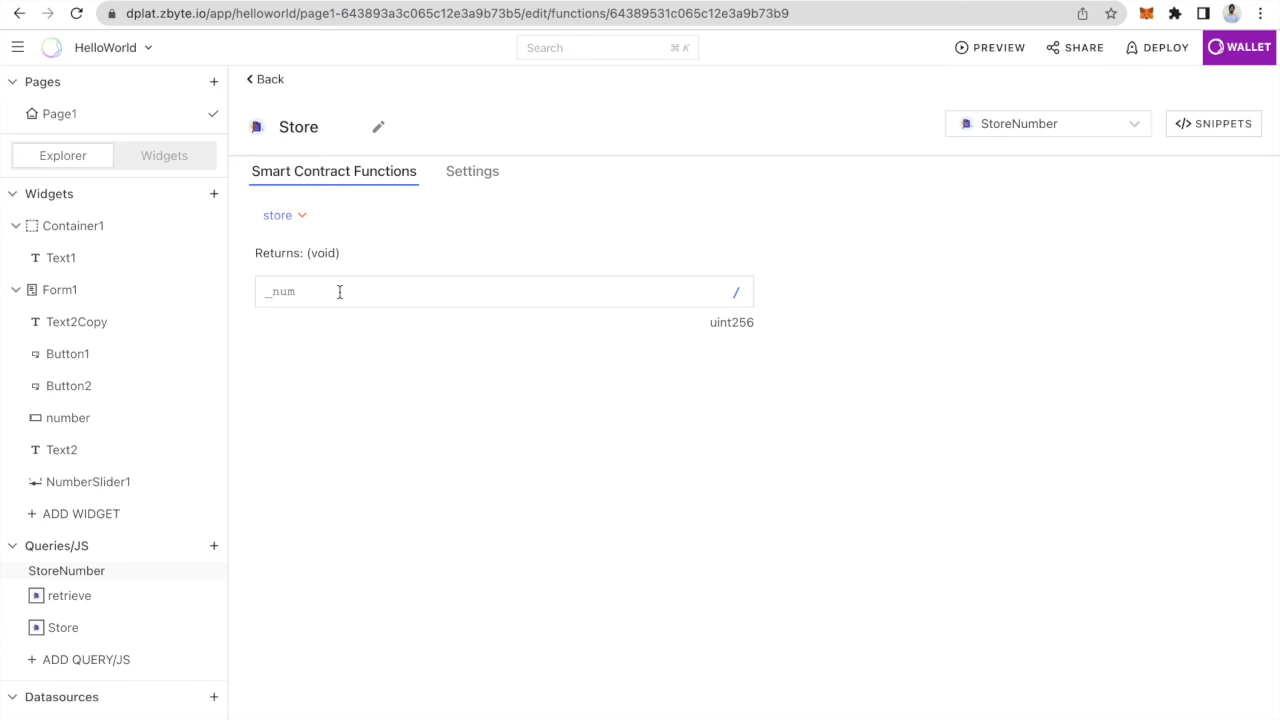 dplat.zbyte.io/app/helloworld/page1-643893a3c065c12e3a9b73b5/edit/functions/64389531c065c12e3a9b73b9
HelloWorld
Search ⌘ K
PREVIEW
SHARE
DEPLOY
WALLET
Pages
Page1
Explorer
Widgets
Widgets
Container1
Text1
Form1
Text2Copy
Button1
Button2
number
Text2
NumberSlider1
+ ADD WIDGET
Queries/JS
StoreNumber
retrieve
Store
+ ADD QUERY/JS
Datasources
Back
Store
StoreNumber
</> SNIPPETS
Smart Contract Functions
Settings
store
Returns: (void)
_num /
uint256